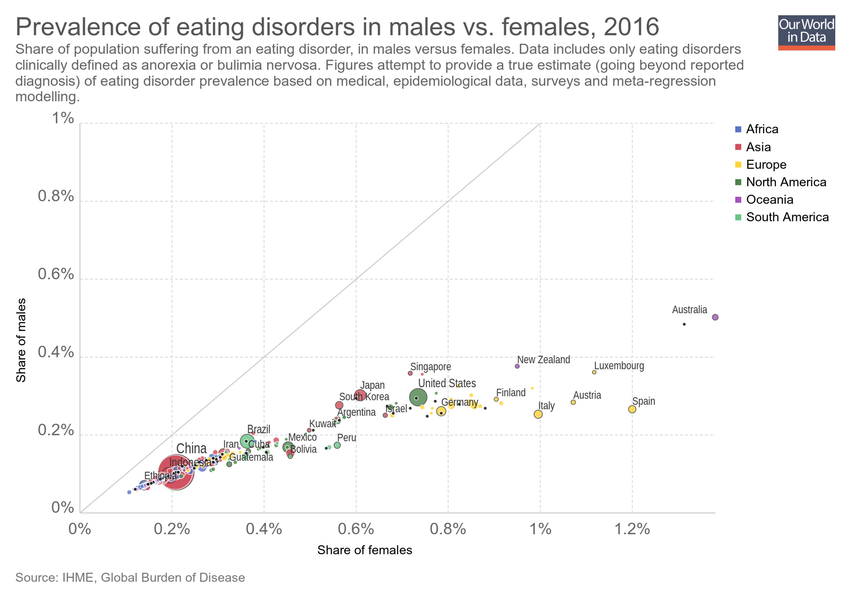 Prevalence of eating disorders in males vs. females, 2016
Our World
in Data
Share of population suffering from an eating disorder, in males versus females. Data includes only eating disorders
clinically defined as anorexia or bulimia nervosa. Figures attempt to provide a true estimate (going beyond reported
diagnosis) of eating disorder prevalence based on medical, epidemiological data, surveys and meta-regression
modelling.
1%
0.8%
0.6%
0.4%
0.2%
0%
Share of males
Africa
Asia
Europe
North America
Oceania
South America
Australia
New Zealand
Luxembourg
Singapore
Japan
United States
South Korea
Finland
Austria
Spain
Germany
Italy
Argentina
Israel
Kuwait
Brazil
Mexico
Peru
China
Iran
Cuba
Bolivia
Guatemala
Indonesia
Ethiopia
0%
0.2%
0.4%
0.6%
0.8%
1%
1.2%
Share of females
Source: IHME, Global Burden of Disease